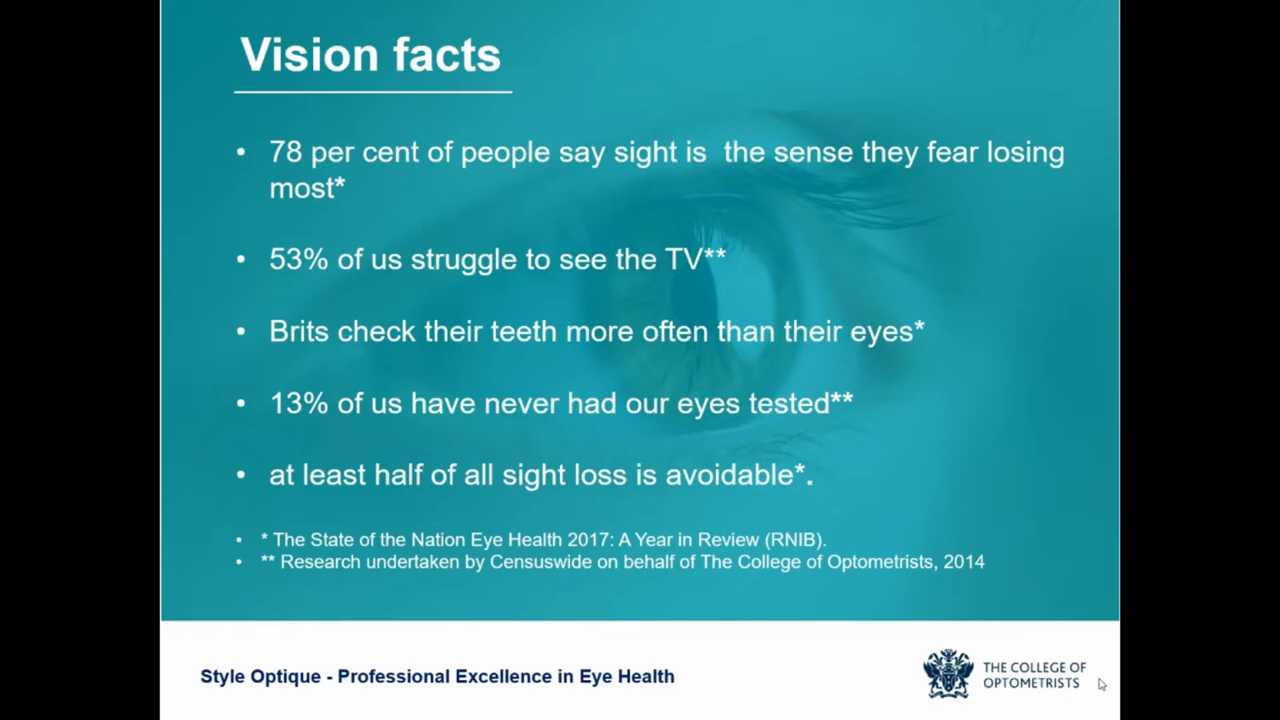 Vision facts
• 78 per cent of people say sight is  the sense they fear losing
most*
• 53% of us struggle to see the TV**
• Brits check their teeth more often than their eyes*
• 13% of us have never had our eyes tested**
• at least half of all sight loss is avoidable*.
• * The State of the Nation Eye Health 2017: A Year in Review (RNIB).
• ** Research undertaken by Censuswide on behalf of The College of Optometrists, 2014
Style Optique - Professional Excellence in Eye Health
THE COLLEGE OF
OPTOMETRISTS